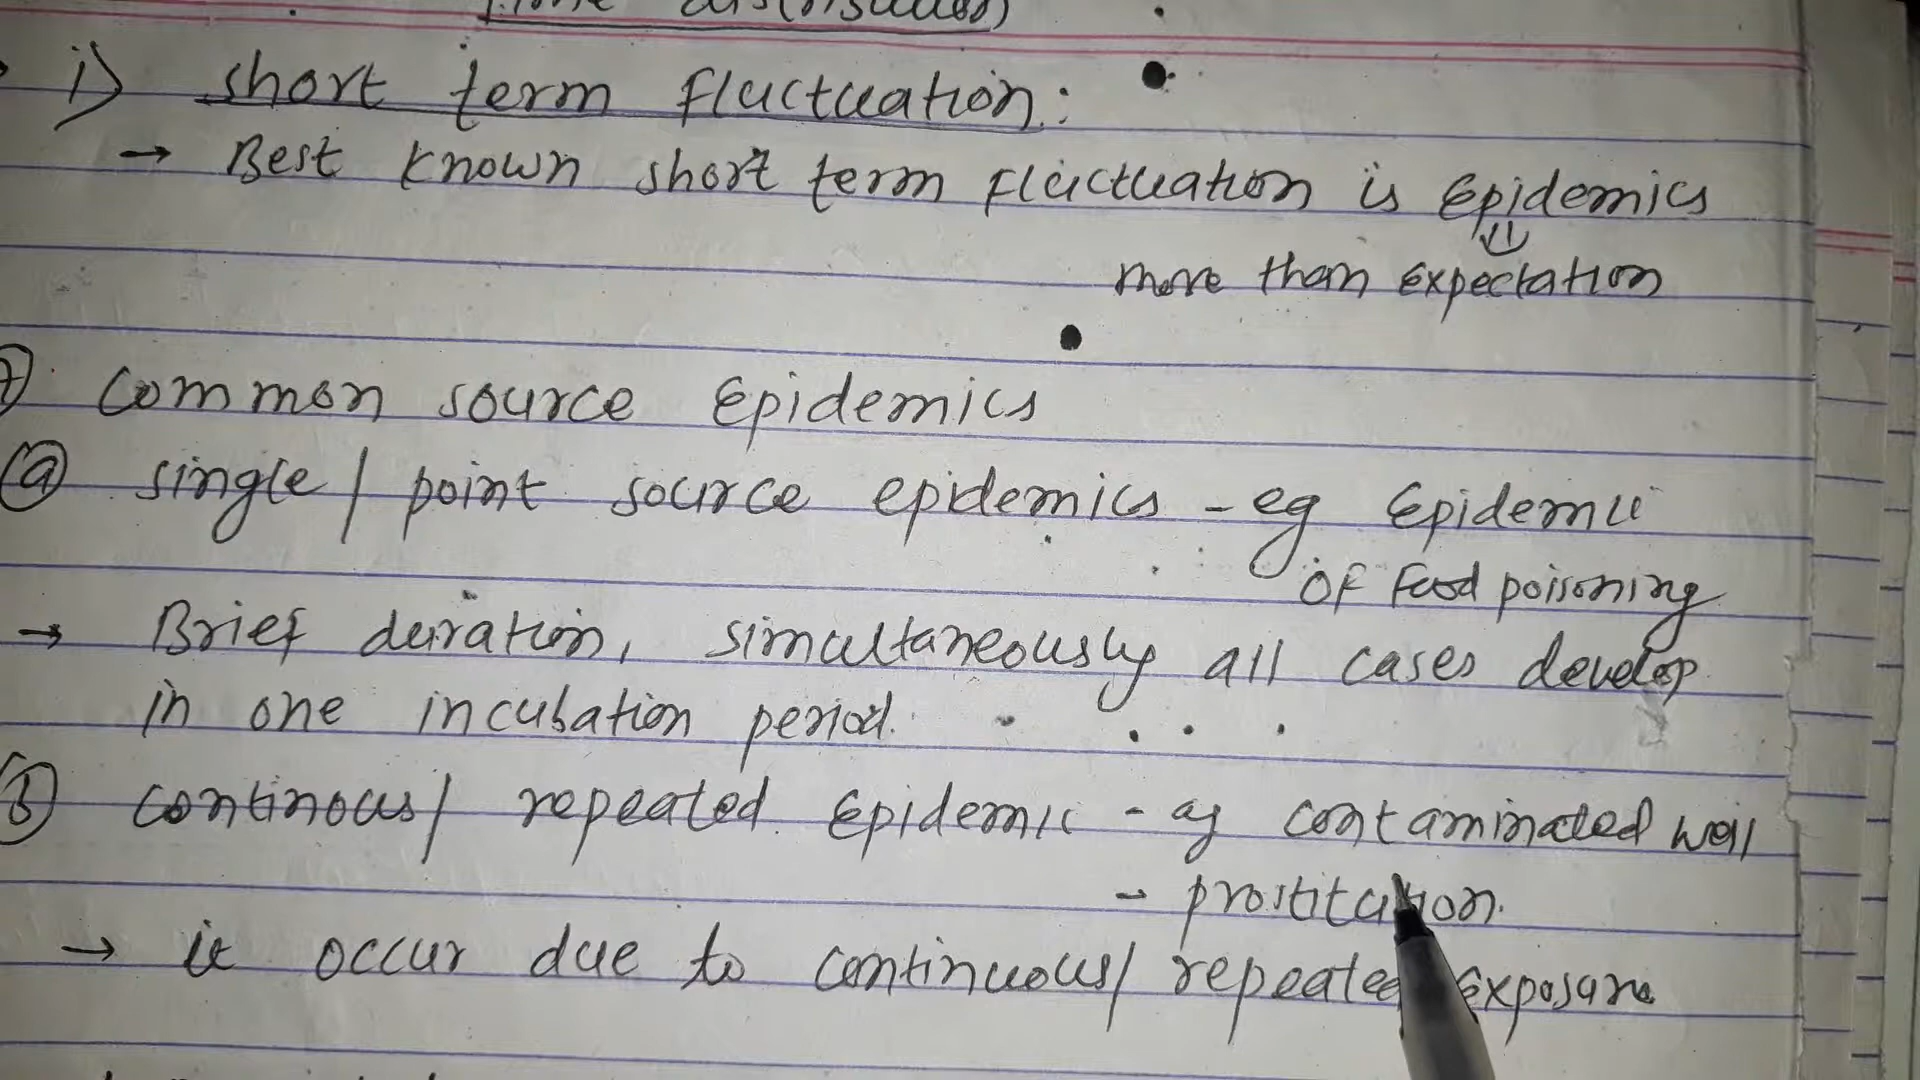 i) short term fluctuation:
→ Best known short term fluctuation is Epidemics
more than Expectation
common source Epidemics
(a) single / point source epidemics - eg Epidemic
of food poisoning
→ Brief duration, simultaneously all cases develop
in one incubation period.
(B) continous/ repeated Epidemic - eg contaminated well
- prostitution.
→ it occur due to continuous/ repeated Exposure